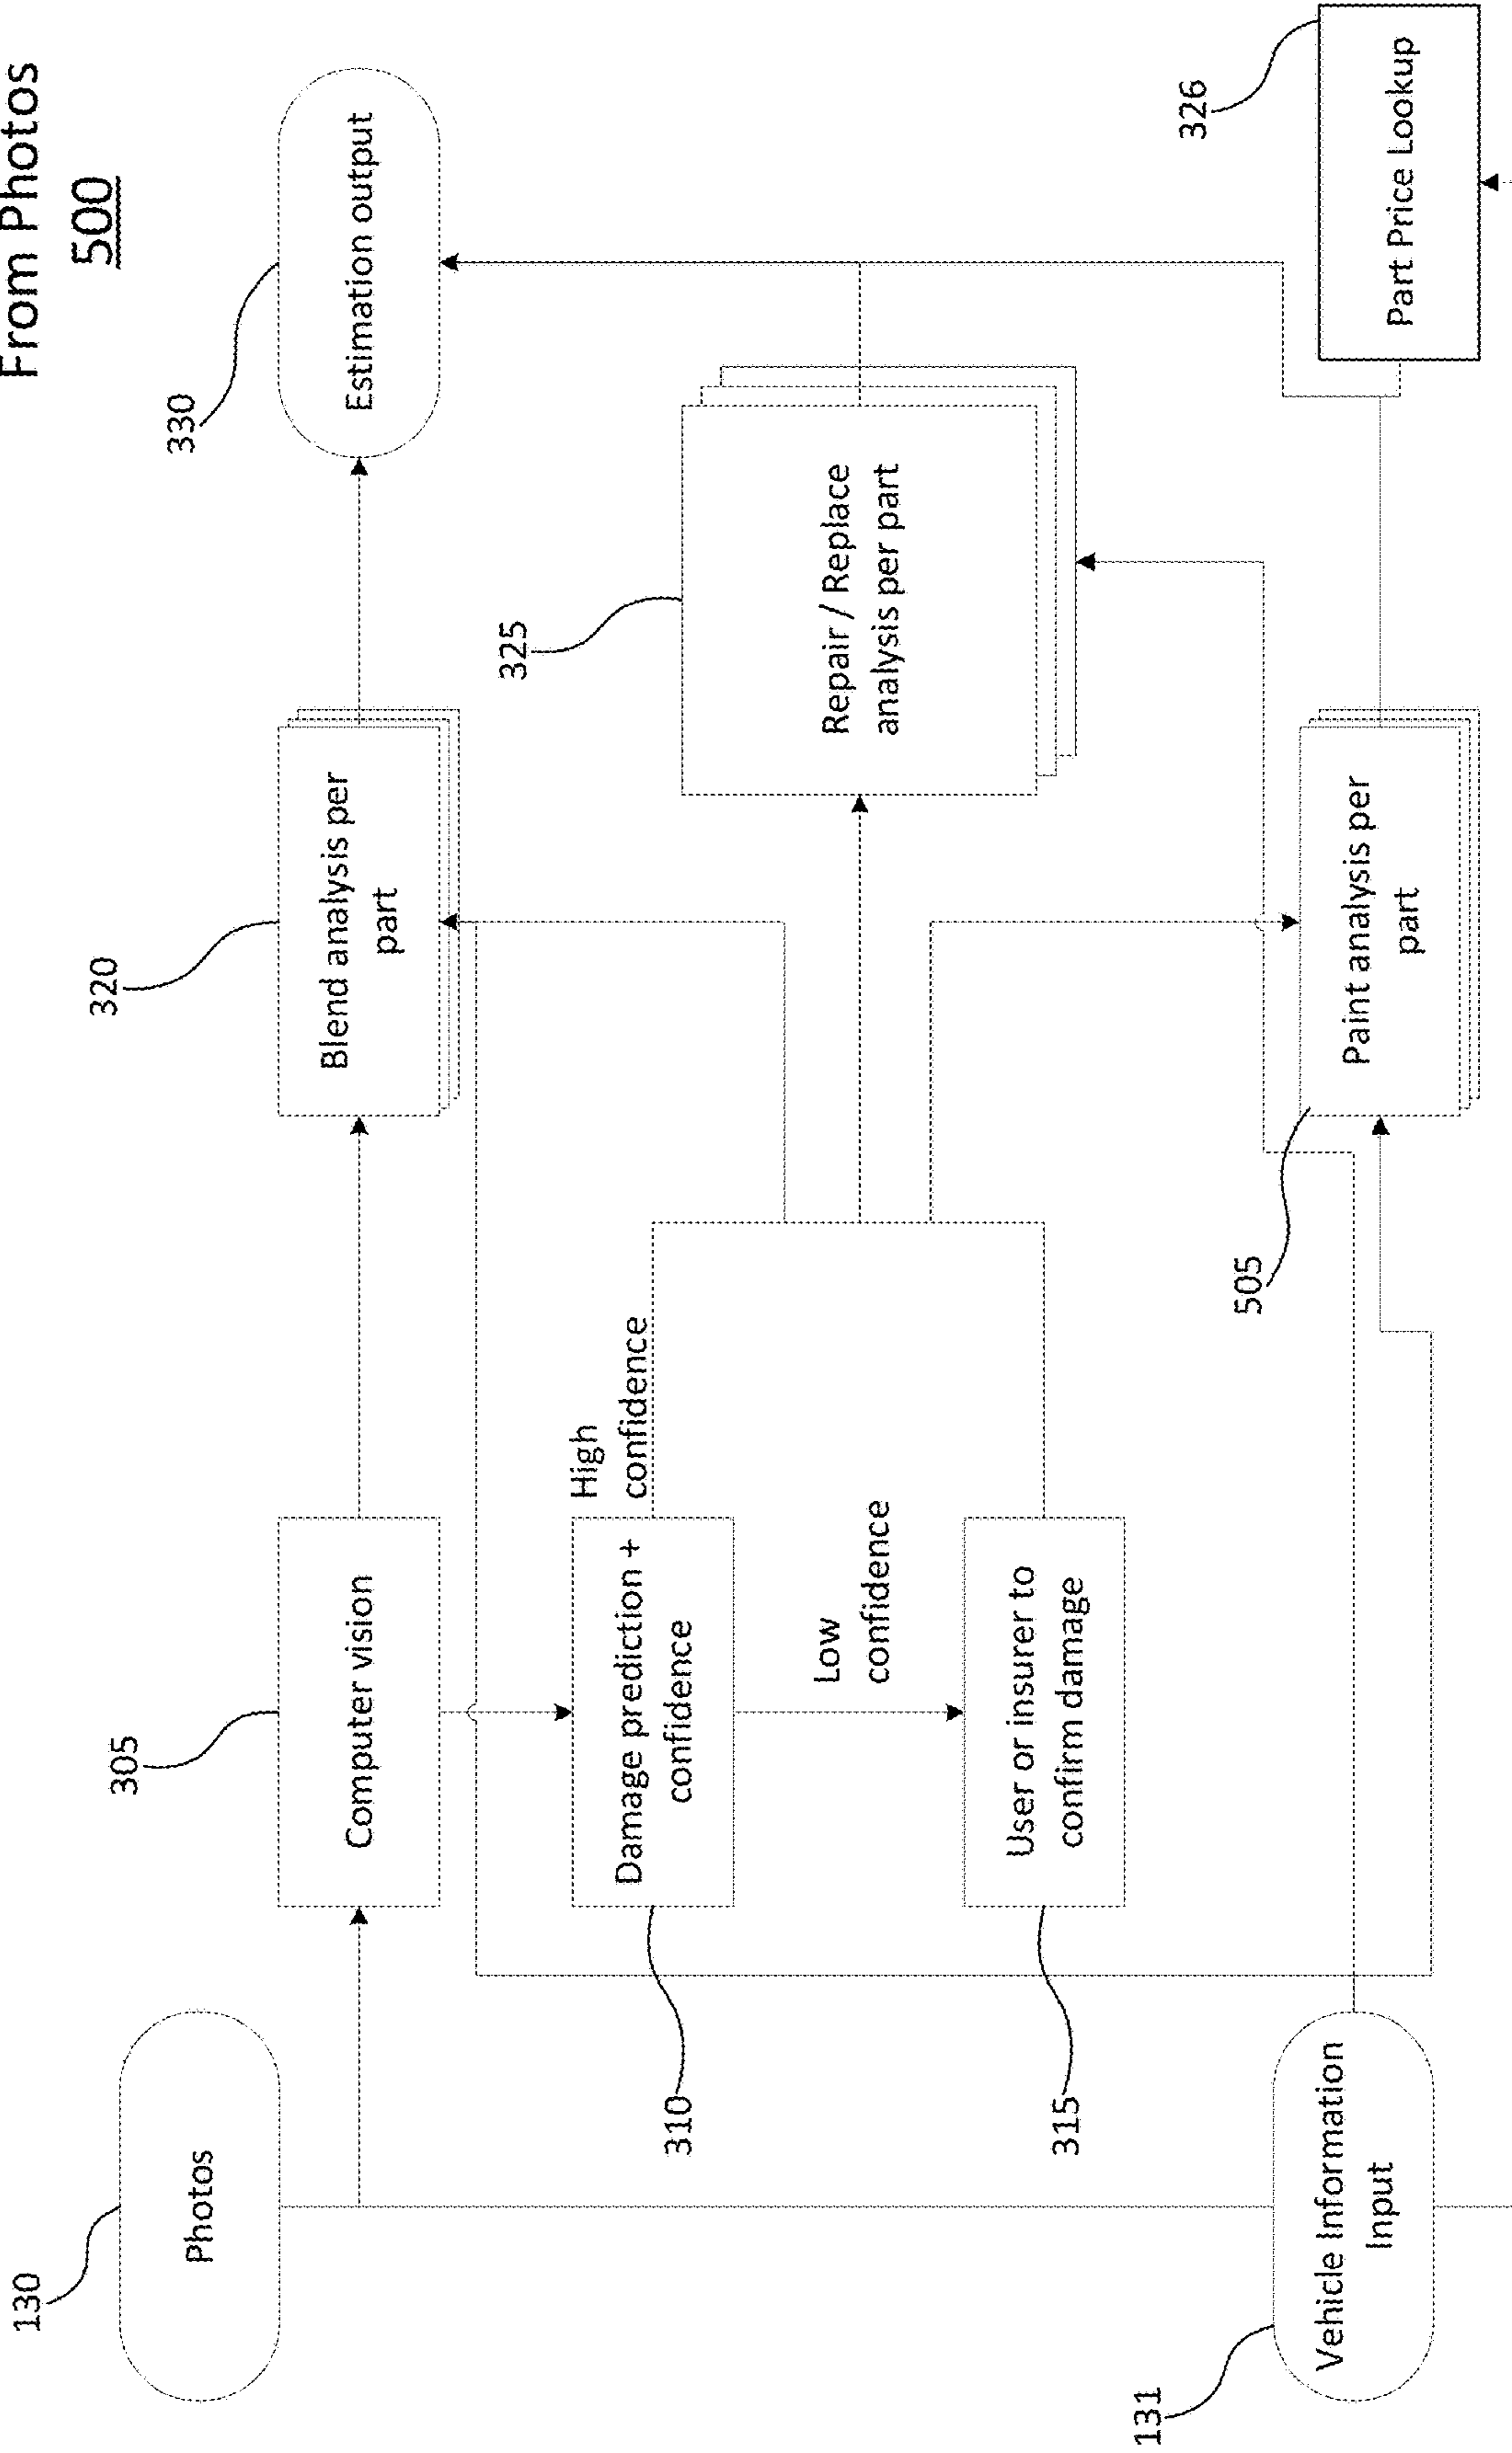 From Photos
500
130
Photos
305
Computer vision
320
Blend analysis per
part
330
Estimation output
310
Damage prediction +
confidence
High
confidence
Low
confidence
315
User or insurer to
confirm damage
325
Repair / Replace
analysis per part
131
Vehicle Information
Input
505
Paint analysis per
part
326
Part Price Lookup